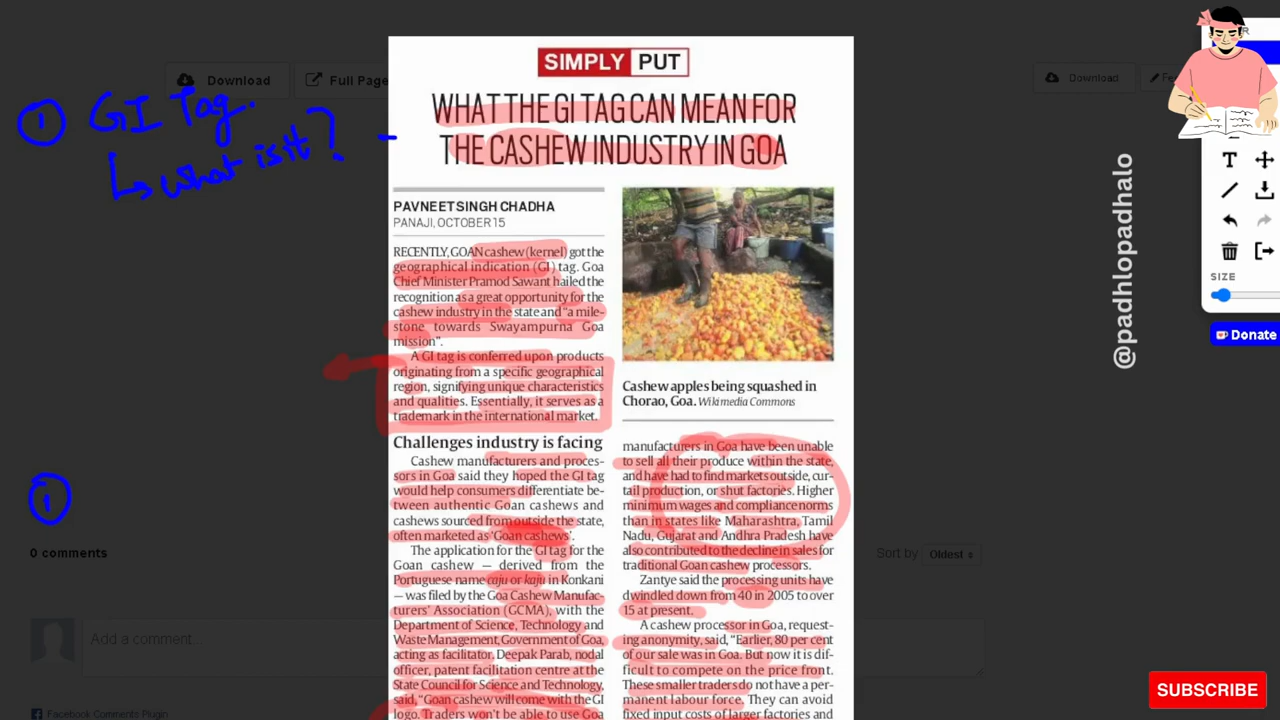 SIMPLY PUT
WHAT THE GI TAG CAN MEAN FOR
THE CASHEW INDUSTRY IN GOA
PAVNEET SINGH CHADHA
PANAJI, OCTOBER 15
RECENTLY, GOAN cashew (kernel) got the
geographical indication (GI) tag. Goa
Chief Minister Pramod Sawant hailed the
recognition as a great opportunity for the
cashew industry in the state and "a mile-
stone towards Swayampurna Goa
mission".
A GI tag is conferred upon products
originating from a specific geographical
region, signifying unique characteristics
and qualities. Essentially, it serves as a
trademark in the international market.
Challenges industry is facing
Cashew manufacturers and proces-
sors in Goa said they hoped the GI tag
would help consumers differentiate be-
tween authentic Goan cashews and
cashews sourced from outside the state,
often marketed as 'Goan cashews'.
The application for the GI tag for the
Goan cashew — derived from the
Portuguese name caju or kaju in Konkani
— was filed by the Goa Cashew Manufac-
turers' Association (GCMA), with the
Department of Science, Technology and
Waste Management, Government of Goa,
acting as facilitator. Deepak Parab, nodal
officer, patent facilitation centre at the
State Council for Science and Technology,
said, "Goan cashew will come with the GI
logo. Traders won't be able to use Goa
Cashew apples being squashed in
Chorao, Goa. Wikimedia Commons
manufacturers in Goa have been unable
to sell all their produce within the state,
and have had to find markets outside, cur-
tail production, or shut factories. Higher
minimum wages and compliance norms
than in states like Maharashtra, Tamil
Nadu, Gujarat and Andhra Pradesh have
also contributed to the decline in sales for
traditional Goan cashew processors.
Zantye said the processing units have
dwindled down from 40 in 2005 to over
15 at present.
A cashew processor in Goa, request-
ing anonymity, said, "Earlier, 80 per cent
of our sale was in Goa. But now it is dif-
ficult to compete on the price front.
These smaller traders do not have a per-
manent labour force. They can avoid
fixed input costs of larger factories and
① GI Tag.
↳ what is it? -
①
Download
Full Page
Download
0 comments
Sort by Oldest
Add a comment...
Facebook Comments Plugin
@padhlopadhalo
T
SIZE
Donate
SUBSCRIBE